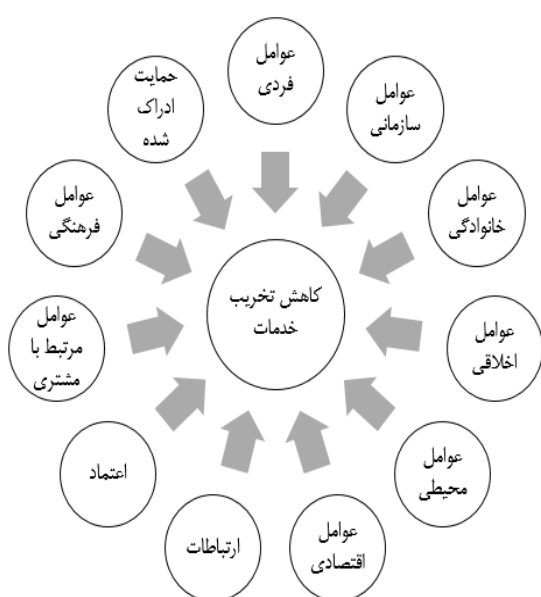 عوامل
فردی
عوامل
سازمانی
عوامل
خانوادگی
عوامل
اخلاقی
عوامل
محیطی
عوامل
اقتصادی
ارتباطات
اعتماد
عوامل
مرتبط با
مشتری
عوامل
فرهنگی
حمایت
ادراک
شده
کاهش تخریب
خدمات